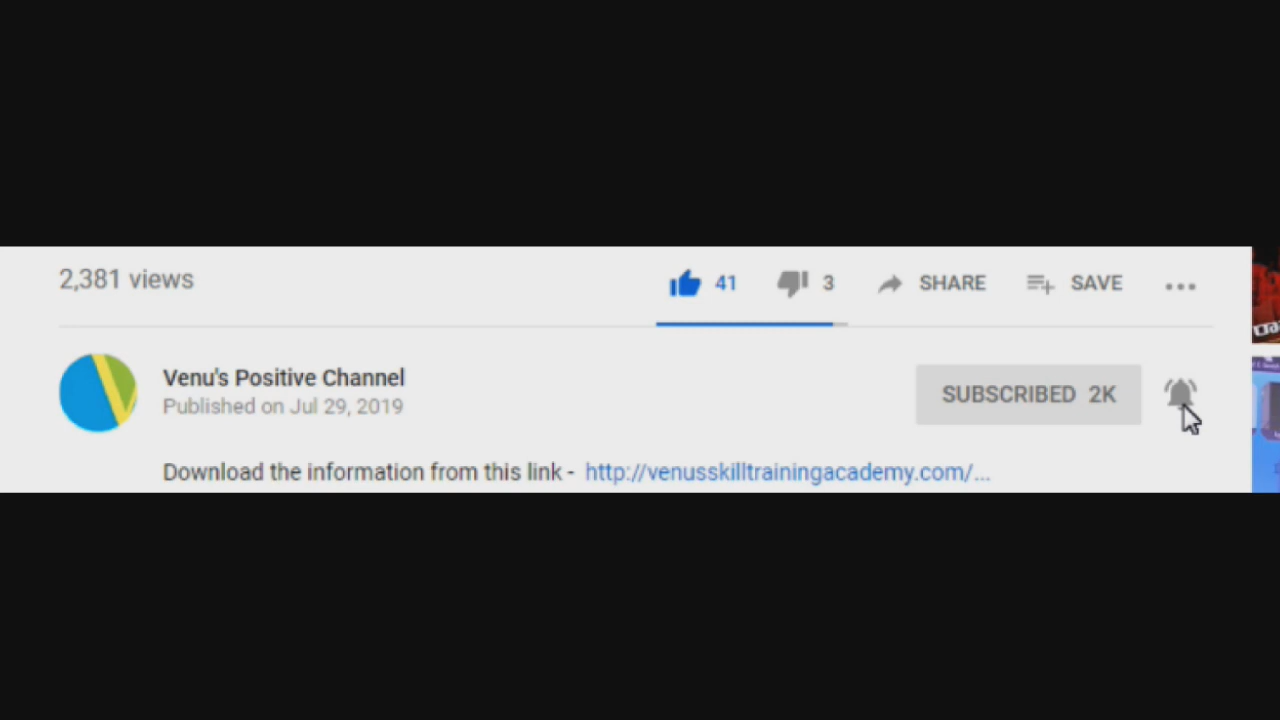 2,381 views
41 3 SHARE SAVE
Venu's Positive Channel
Published on Jul 29, 2019
SUBSCRIBED 2K
Download the information from this link - http://venusskilltrainingacademy.com/...